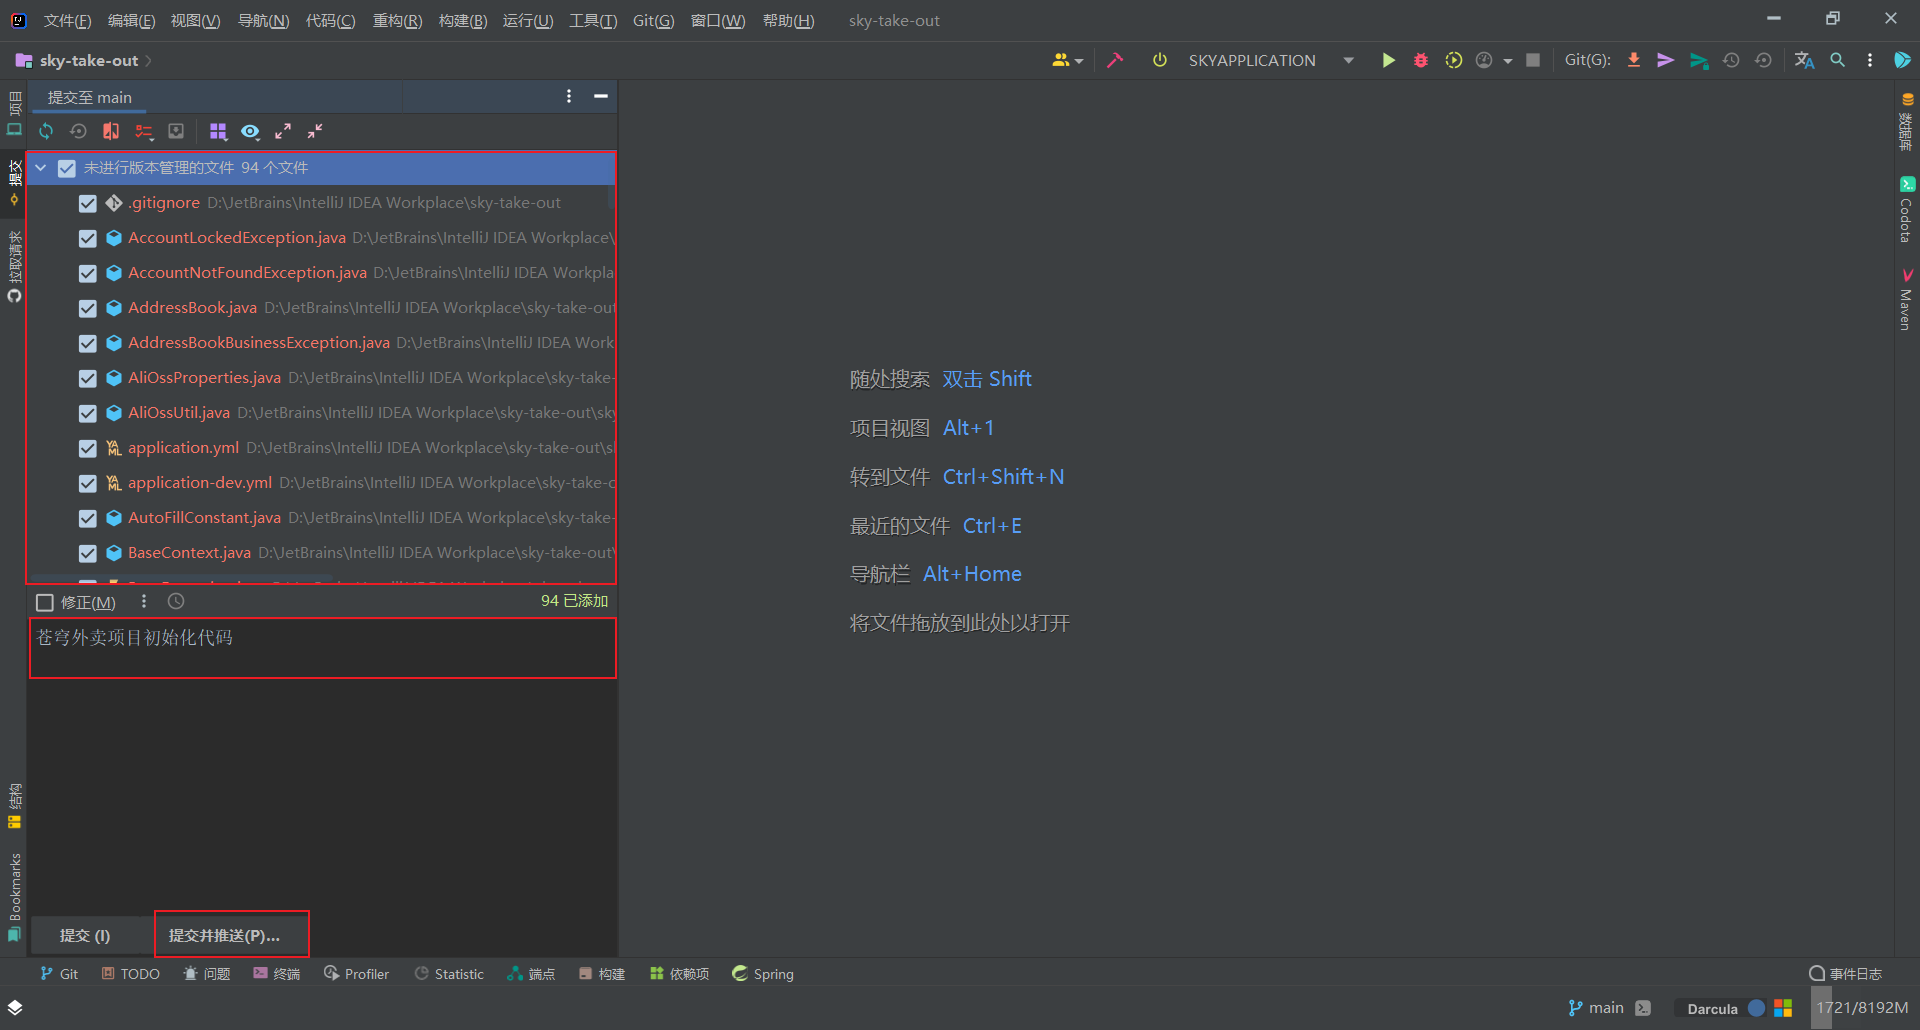 文件(F) 编辑(E) 视图(V) 导航(N) 代码(C) 重构(R) 构建(B) 运行(U) 工具(T) Git(G) 窗口(W) 帮助(H) sky-take-out
sky-take-out
SKYAPPLICATION
Git(G):
提交至 main
未进行版本管理的文件 94 个文件
.gitignore D:\JetBrains\IntelliJ IDEA Workplace\sky-take-out
AccountLockedException.java D:\JetBrains\IntelliJ IDEA Workplace\
AccountNotFoundException.java D:\JetBrains\IntelliJ IDEA Workpla
AddressBook.java D:\JetBrains\IntelliJ IDEA Workplace\sky-take-out
AddressBookBusinessException.java D:\JetBrains\IntelliJ IDEA Work
AliOssProperties.java D:\JetBrains\IntelliJ IDEA Workplace\sky-take-
AliOssUtil.java D:\JetBrains\IntelliJ IDEA Workplace\sky-take-out\sky
application.yml D:\JetBrains\IntelliJ IDEA Workplace\sky-take-out\sk
application-dev.yml D:\JetBrains\IntelliJ IDEA Workplace\sky-take-o
AutoFillConstant.java D:\JetBrains\IntelliJ IDEA Workplace\sky-take-
BaseContext.java D:\JetBrains\IntelliJ IDEA Workplace\sky-take-out\
修正(M)
94 已添加
苍穹外卖项目初始化代码
提交 (I)
提交并推送(P)...
项目
提交
拉取请求
结构
Bookmarks
随处搜索 双击 Shift
项目视图 Alt+1
转到文件 Ctrl+Shift+N
最近的文件 Ctrl+E
导航栏 Alt+Home
将文件拖放到此处以打开
数据库
Codota
Maven
Git
TODO
问题
终端
Profiler
Statistic
端点
构建
依赖项
Spring
事件日志
main
Darcula
1721/8192M